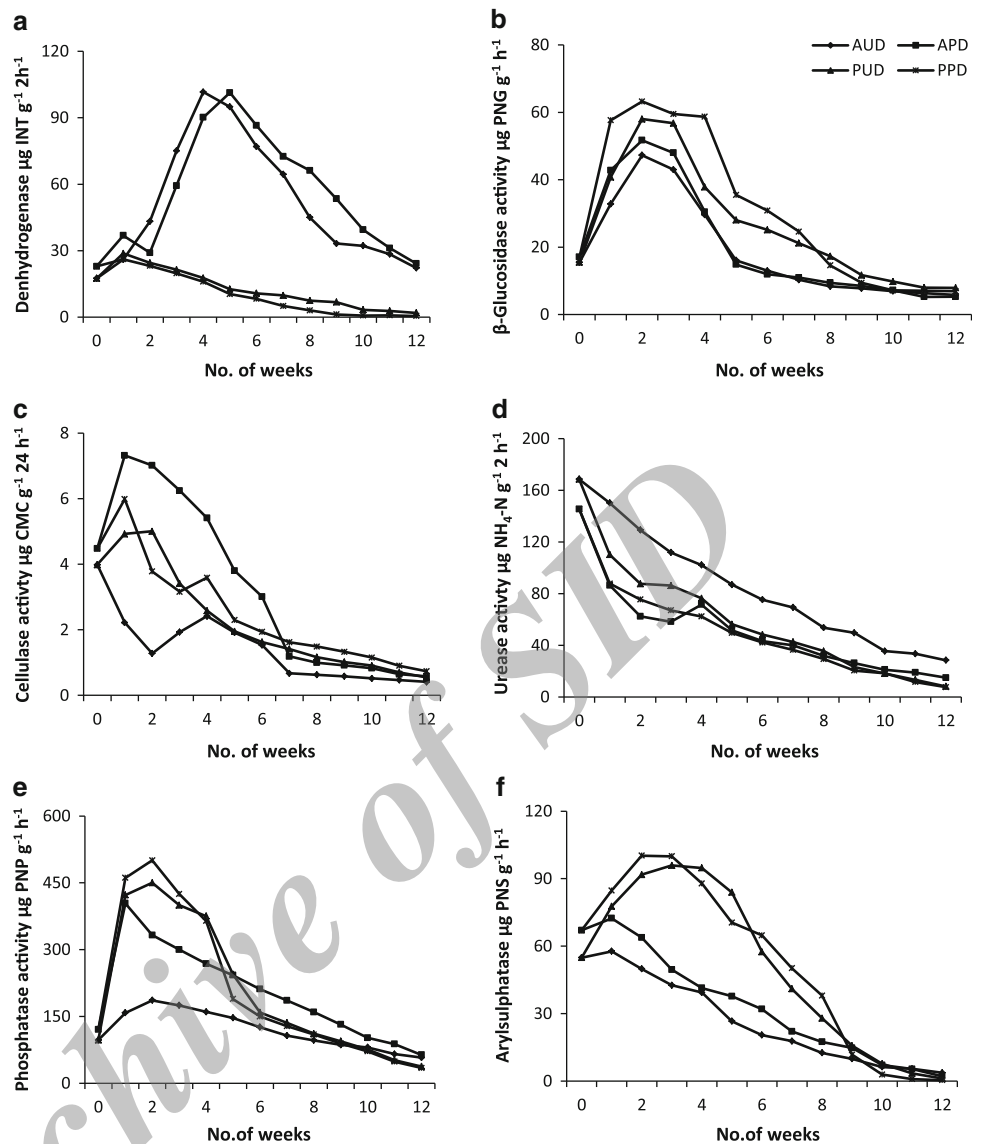 a
Denhydrogenase µg INT g-1 2h-1
120
90
60
30
0
0 2 4 6 8 10 12
No. of weeks
b
β-Glucosidase activity µg PNG g-1 h-1
80
60
40
20
0
0 2 4 6 8 10 12
No. of weeks
AUD APD
PUD PPD
c
Cellulase activty µg CMC g-1 24 h-1
8
6
4
2
0
0 2 4 6 8 10 12
No. of weeks
d
Urease activity µg NH4-N g-1 2 h-1
200
160
120
80
40
0
0 2 4 6 8 10 12
No. of weeks
e
Phosphatase activity µg PNP g-1 h-1
600
450
300
150
0
0 2 4 6 8 10 12
No.of weeks
f
Arylsulphatase µg PNS g-1 h-1
120
90
60
30
0
0 2 4 6 8 10 12
No.of weeks
hive of SID